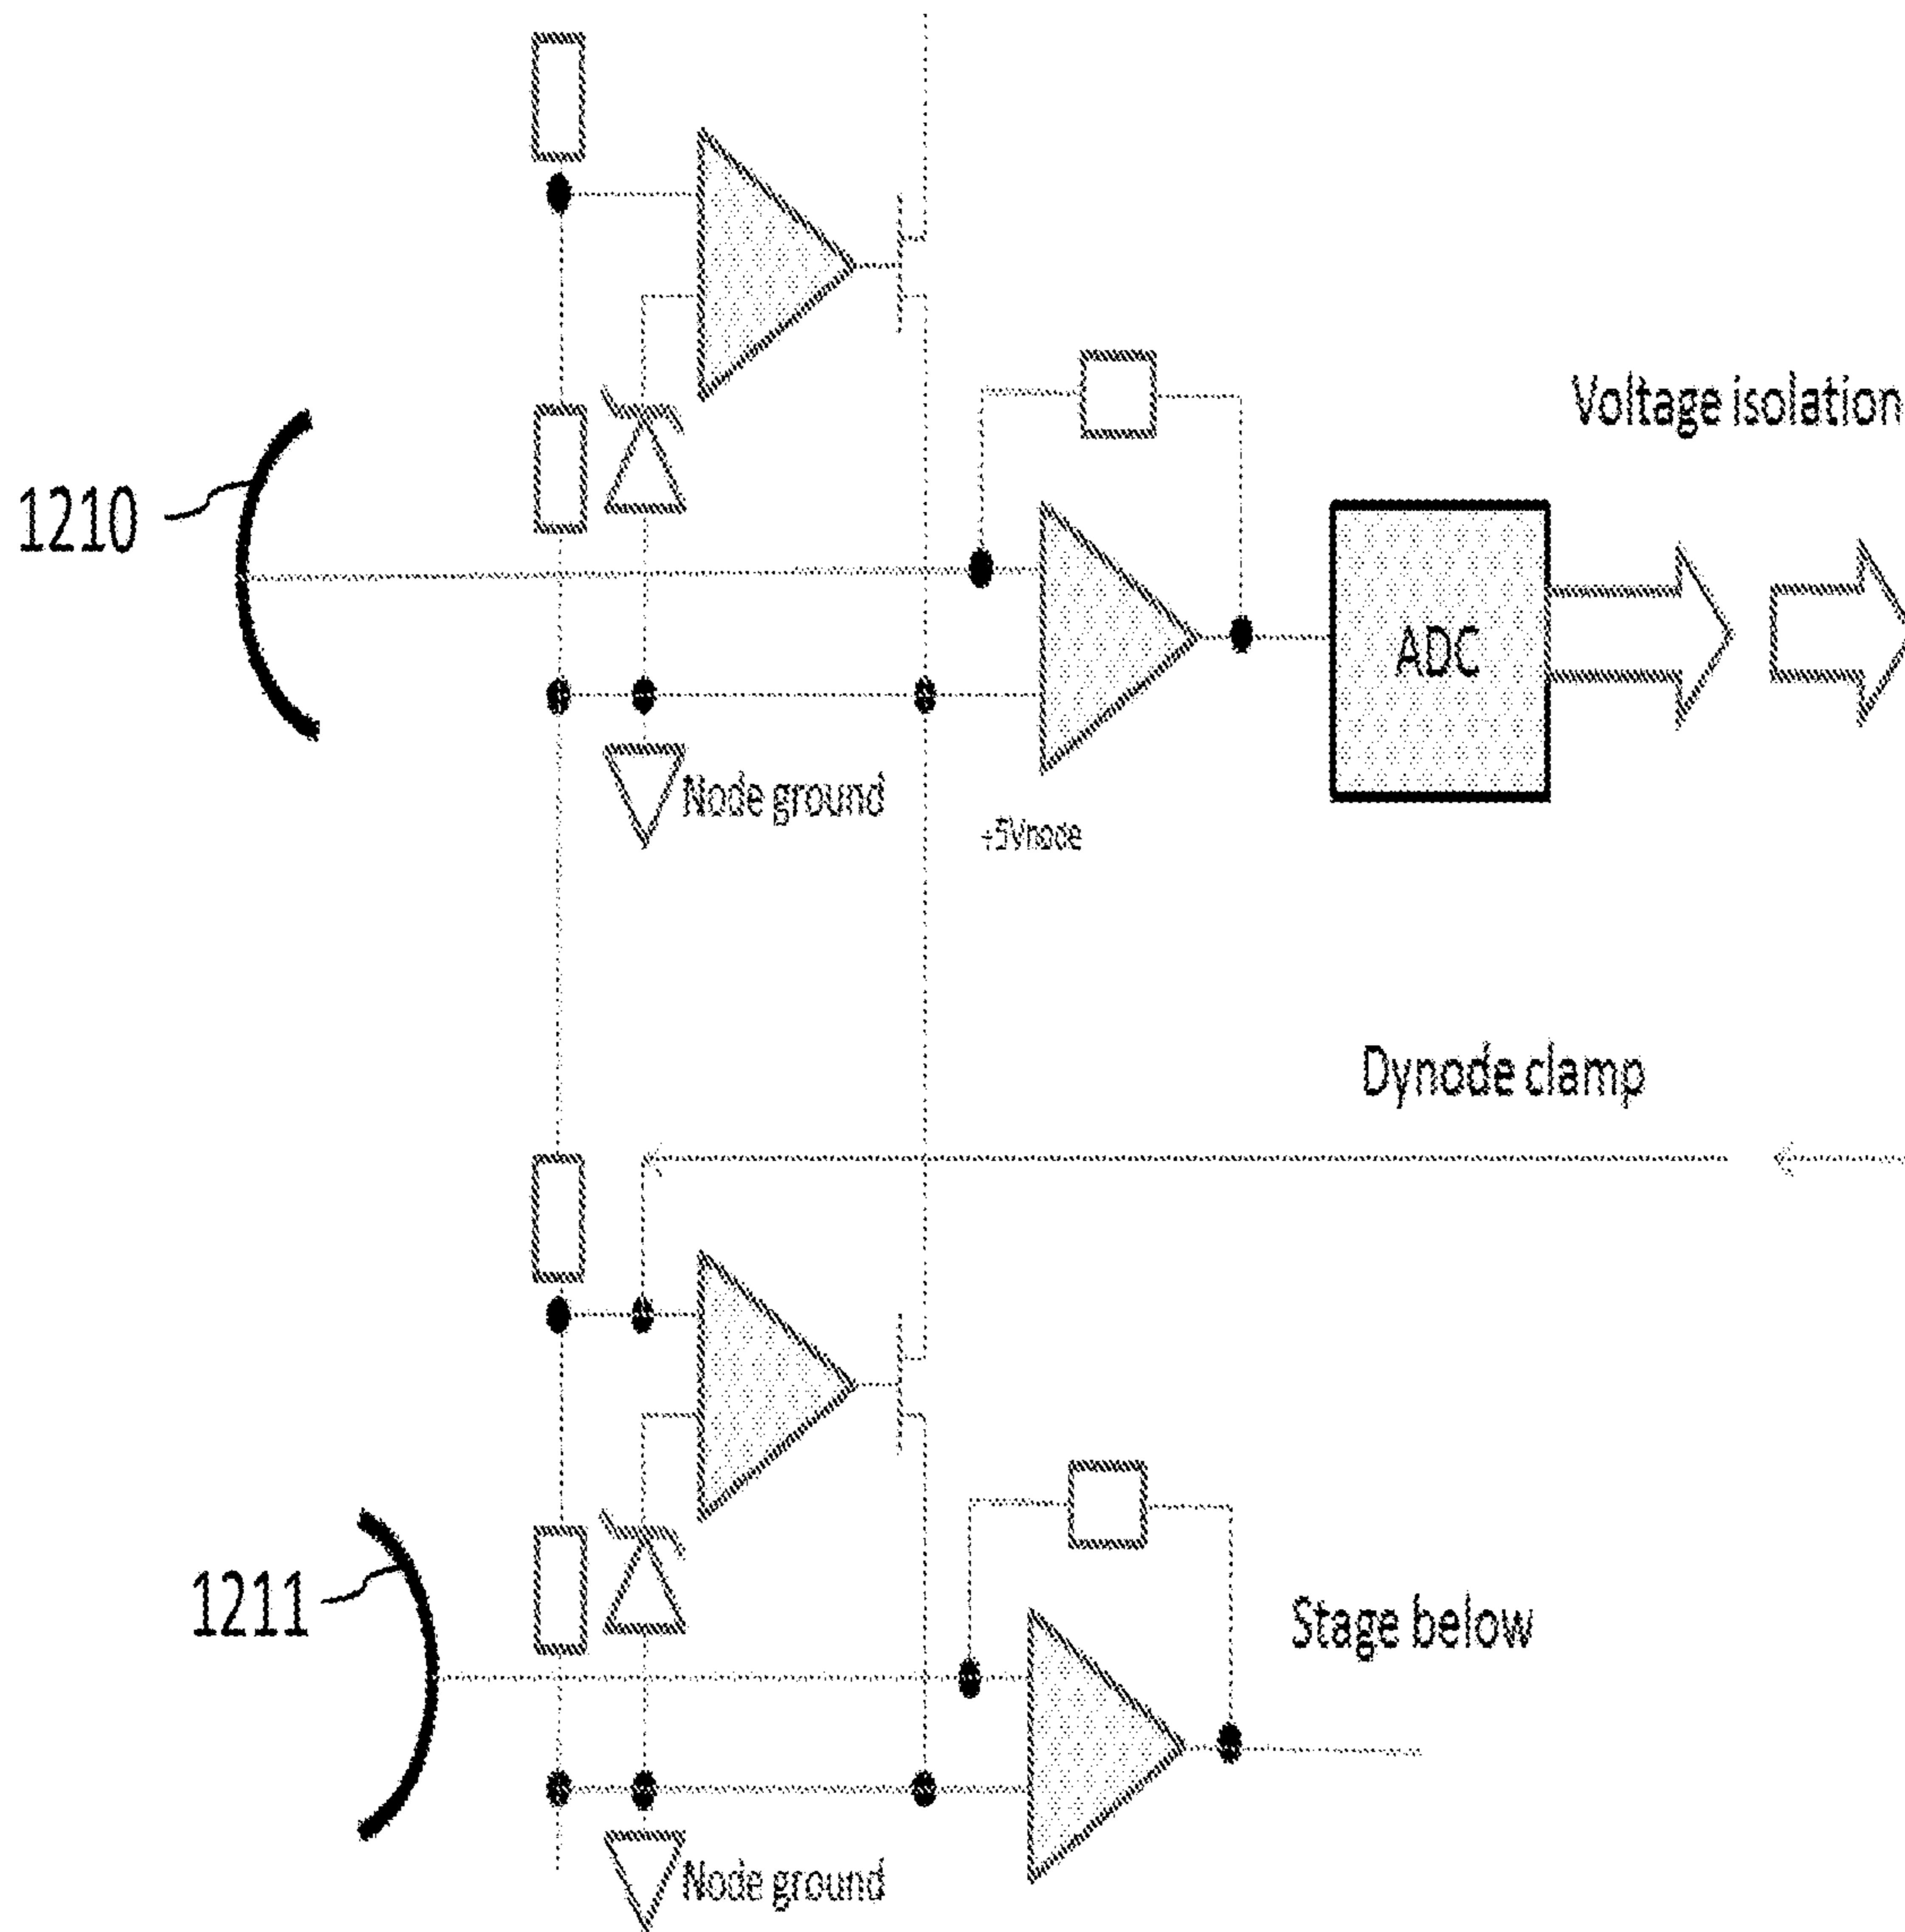 Voltage isolation
1210
ADC
Node ground
+5Vnode
Dynode clamp
1211
Stage below
Node ground